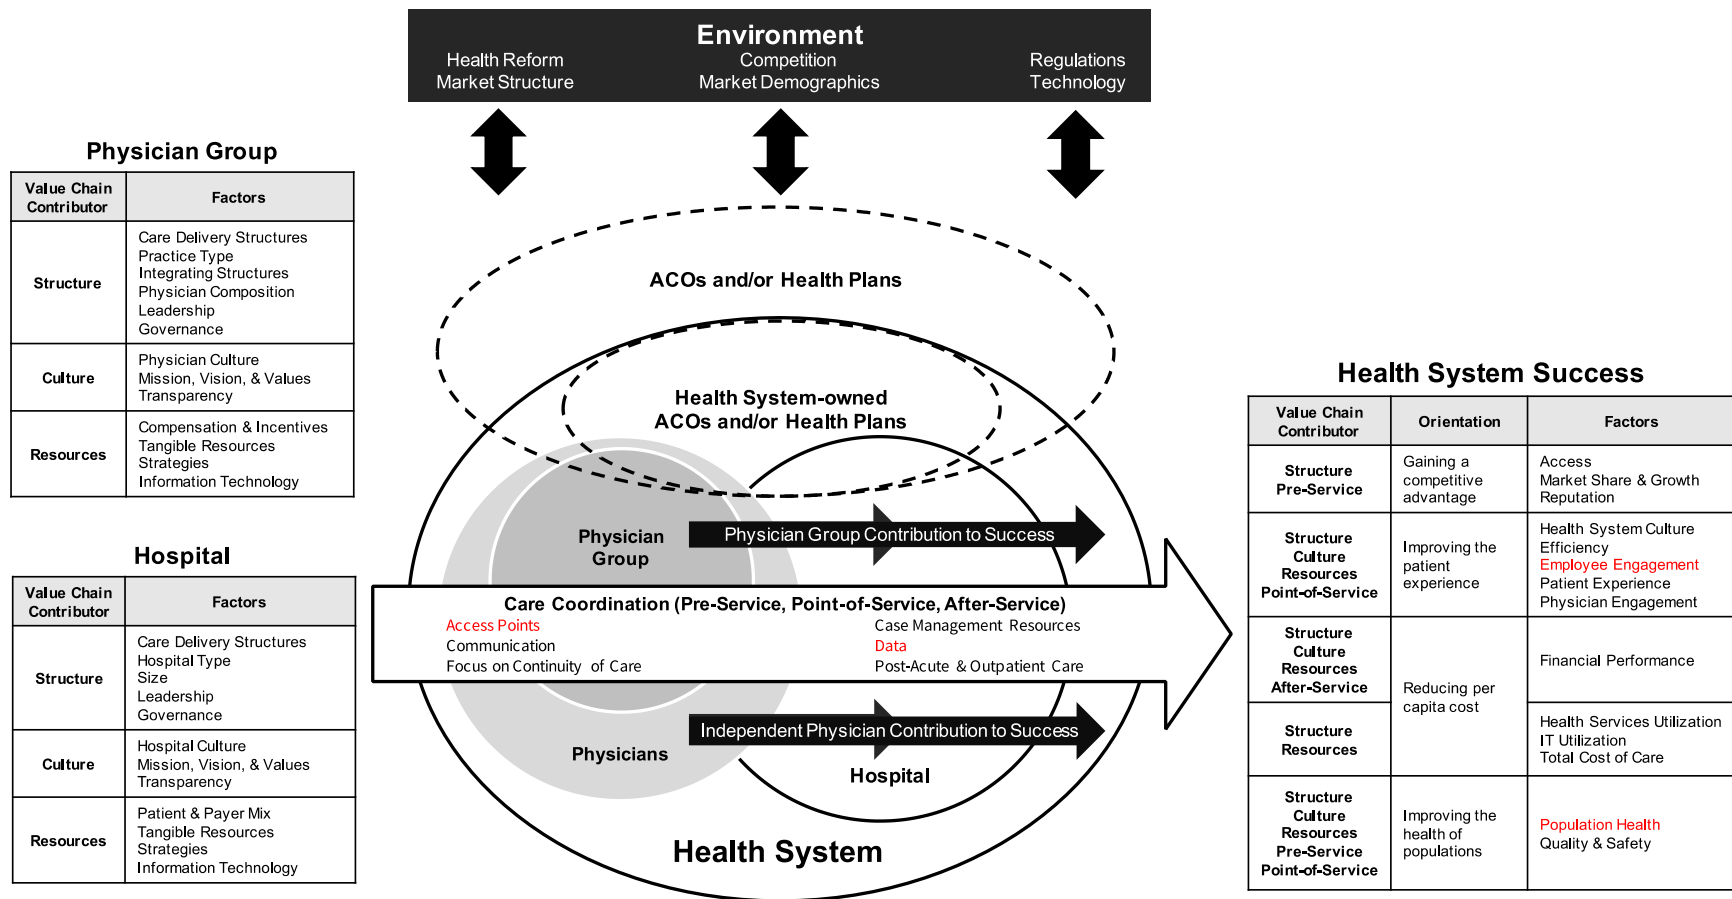 Environment
Health Reform
Market Structure
Competition
Market Demographics
Regulations
Technology
Physician Group
Value Chain
Contributor
Factors
Structure
Care Delivery Structures
Practice Type
Integrating Structures
Physician Composition
Leadership
Governance
Culture
Physician Culture
Mission, Vision, & Values
Transparency
Resources
Compensation & Incentives
Tangible Resources
Strategies
Information Technology
Hospital
Value Chain
Contributor
Factors
Structure
Care Delivery Structures
Hospital Type
Size
Leadership
Governance
Culture
Hospital Culture
Mission, Vision, & Values
Transparency
Resources
Patient & Payer Mix
Tangible Resources
Strategies
Information Technology
ACOs and/or Health Plans
Health System-owned
ACOs and/or Health Plans
Physician
Group
Physician Group Contribution to Success
Care Coordination (Pre-Service, Point-of-Service, After-Service)
Access Points
Communication
Focus on Continuity of Care
Case Management Resources
Data
Post-Acute & Outpatient Care
Independent Physician Contribution to Success
Physicians
Hospital
Health System
Health System Success
Value Chain
Contributor
Orientation
Factors
Structure
Pre-Service
Gaining a
competitive
advantage
Access
Market Share & Growth
Reputation
Structure
Culture
Resources
Point-of-Service
Improving the
patient
experience
Health System Culture
Efficiency
Employee Engagement
Patient Experience
Physician Engagement
Structure
Culture
Resources
After-Service
Reducing per
capita cost
Financial Performance
Structure
Resources
Health Services Utilization
IT Utilization
Total Cost of Care
Structure
Culture
Resources
Pre-Service
Point-of-Service
Improving the
health of
populations
Population Health
Quality & Safety